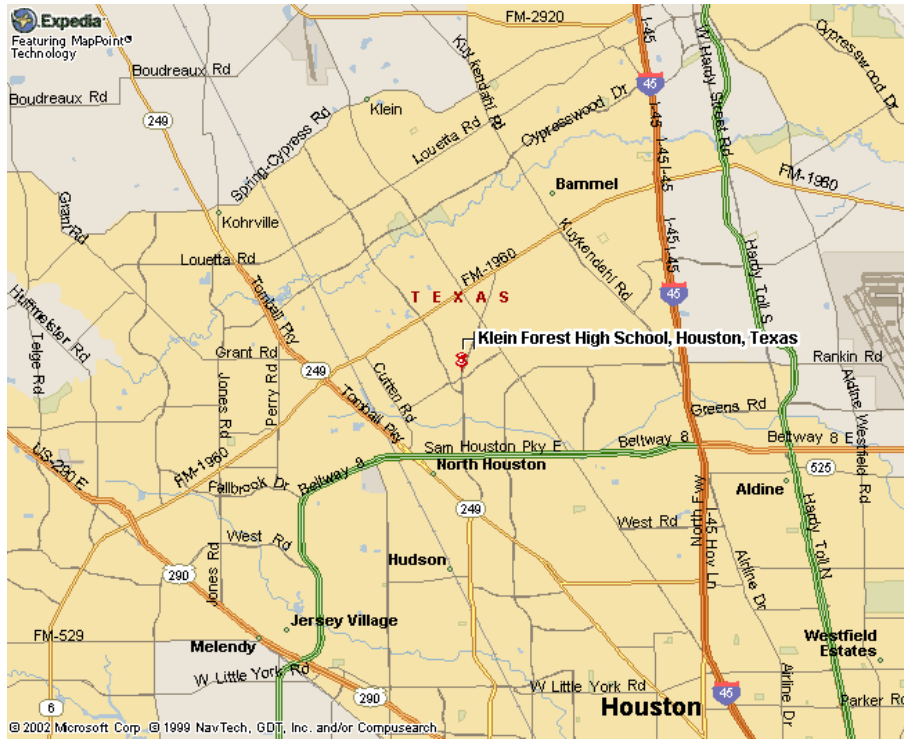 Expedia
Featuring MapPoint®
Technology
FM-2920
I-45
W Hardy Street Rd
Cypresswood Dr
Boudreaux Rd
Boudreaux Rd
Kuykendahl Rd
45
Klein
249
Spring-Cypress Rd
Louetta Rd
Cypresswood Dr
I-45
I-45
FM-1960
Bammel
Grant Rd
Kohrville
Kuykendahl Rd
I-45
I-45
Hardy Toll S
Louetta Rd
FM-1960
Tomball Pky
TEXAS
45
Huffmeister Rd
Telge Rd
Klein Forest High School, Houston, Texas
Grant Rd
249
Rankin Rd
Jones Rd
Perry Rd
Cutten Rd
Tomball Pky
Greens Rd
Aldine Westfield Rd
Sam Houston Pky E
Beltway 8
Beltway 8 E
US-290 E
FM-1960
Beltway 8
North Houston
525
Fallbrook Dr
Aldine
249
North Fwy
I-45 Hov Ln
Hardy Toll N
West Rd
West Rd
Hudson
290
Jones Rd
Airline Dr
Jersey Village
FM-529
Melendy
Westfield
Estates
W Little York Rd
W Little York Rd
290
45
Airline Dr
Parker Rd
6
Houston
© 2002 Microsoft Corp © 1999 NavTech, GDT, Inc. and/or Compusearch